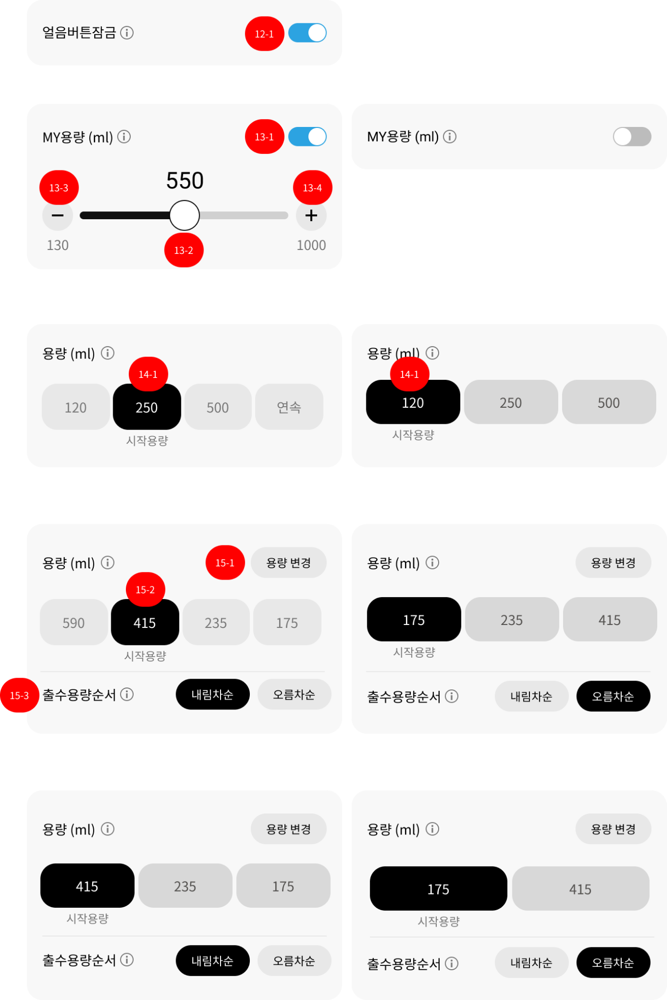 얼음버튼잠금
12-1
MY용량 (ml)
13-1
550
13-3
13-4
130
1000
13-2
MY용량 (ml)
용량 (ml)
14-1
120
250
500
연속
시작용량
용량 (ml)
14-1
120
250
500
시작용량
용량 (ml)
15-1
용량 변경
15-2
590
415
235
175
시작용량
15-3
출수용량순서
내림차순
오름차순
용량 (ml)
용량 변경
175
235
415
시작용량
출수용량순서
내림차순
오름차순
용량 (ml)
용량 변경
415
235
175
시작용량
출수용량순서
내림차순
오름차순
용량 (ml)
용량 변경
175
415
시작용량
출수용량순서
내림차순
오름차순